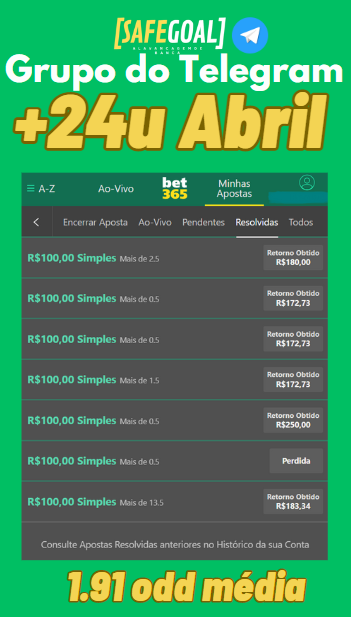 [SAFEGOAL]
ALAVANCAGEM DE
BANCA
Grupo do Telegram
+24u Abril
A-Z Ao-Vivo bet365 Minhas Apostas
Encerrar Aposta Ao-Vivo Pendentes Resolvidas Todos
R$100,00 Simples Mais de 2.5 Retorno Obtido
R$180,00
R$100,00 Simples Mais de 0.5 Retorno Obtido
R$172,73
R$100,00 Simples Mais de 0.5 Retorno Obtido
R$172,73
R$100,00 Simples Mais de 1.5 Retorno Obtido
R$172,73
R$100,00 Simples Mais de 0.5 Retorno Obtido
R$250,00
R$100,00 Simples Mais de 0.5 Perdida
R$100,00 Simples Mais de 13.5 Retorno Obtido
R$183,34
Consulte Apostas Resolvidas anteriores no Histórico da sua Conta
1.91 odd média